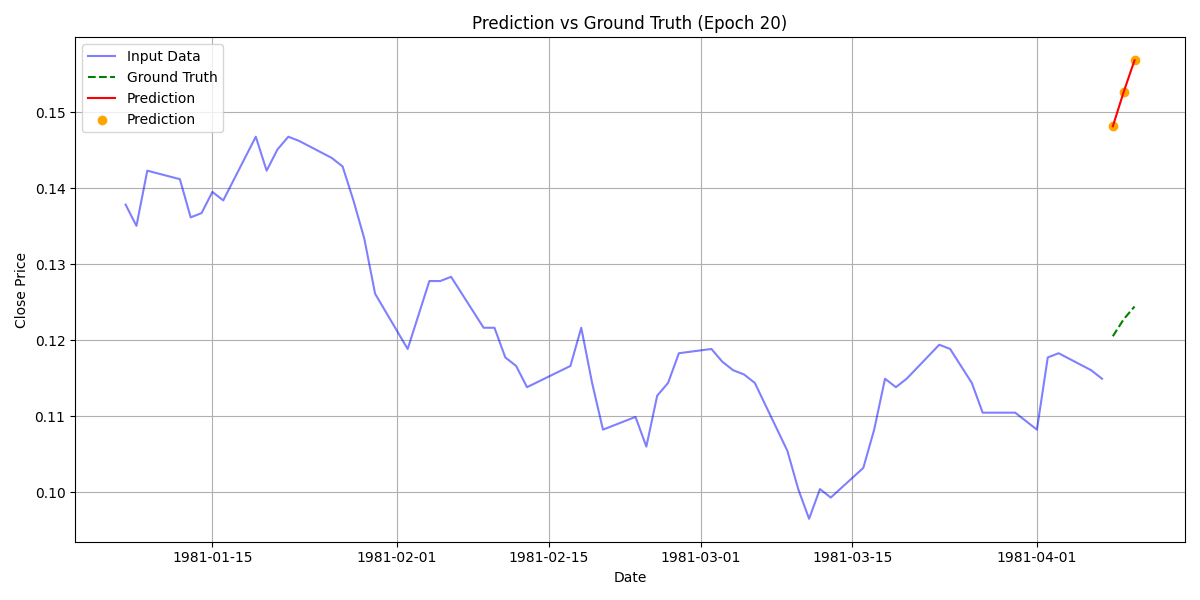 Prediction vs Ground Truth (Epoch 20)
Input Data
Ground Truth
Prediction
Prediction
Close Price
0.15
0.14
0.13
0.12
0.11
0.10
1981-01-15 1981-02-01 1981-02-15 1981-03-01 1981-03-15 1981-04-01
Date